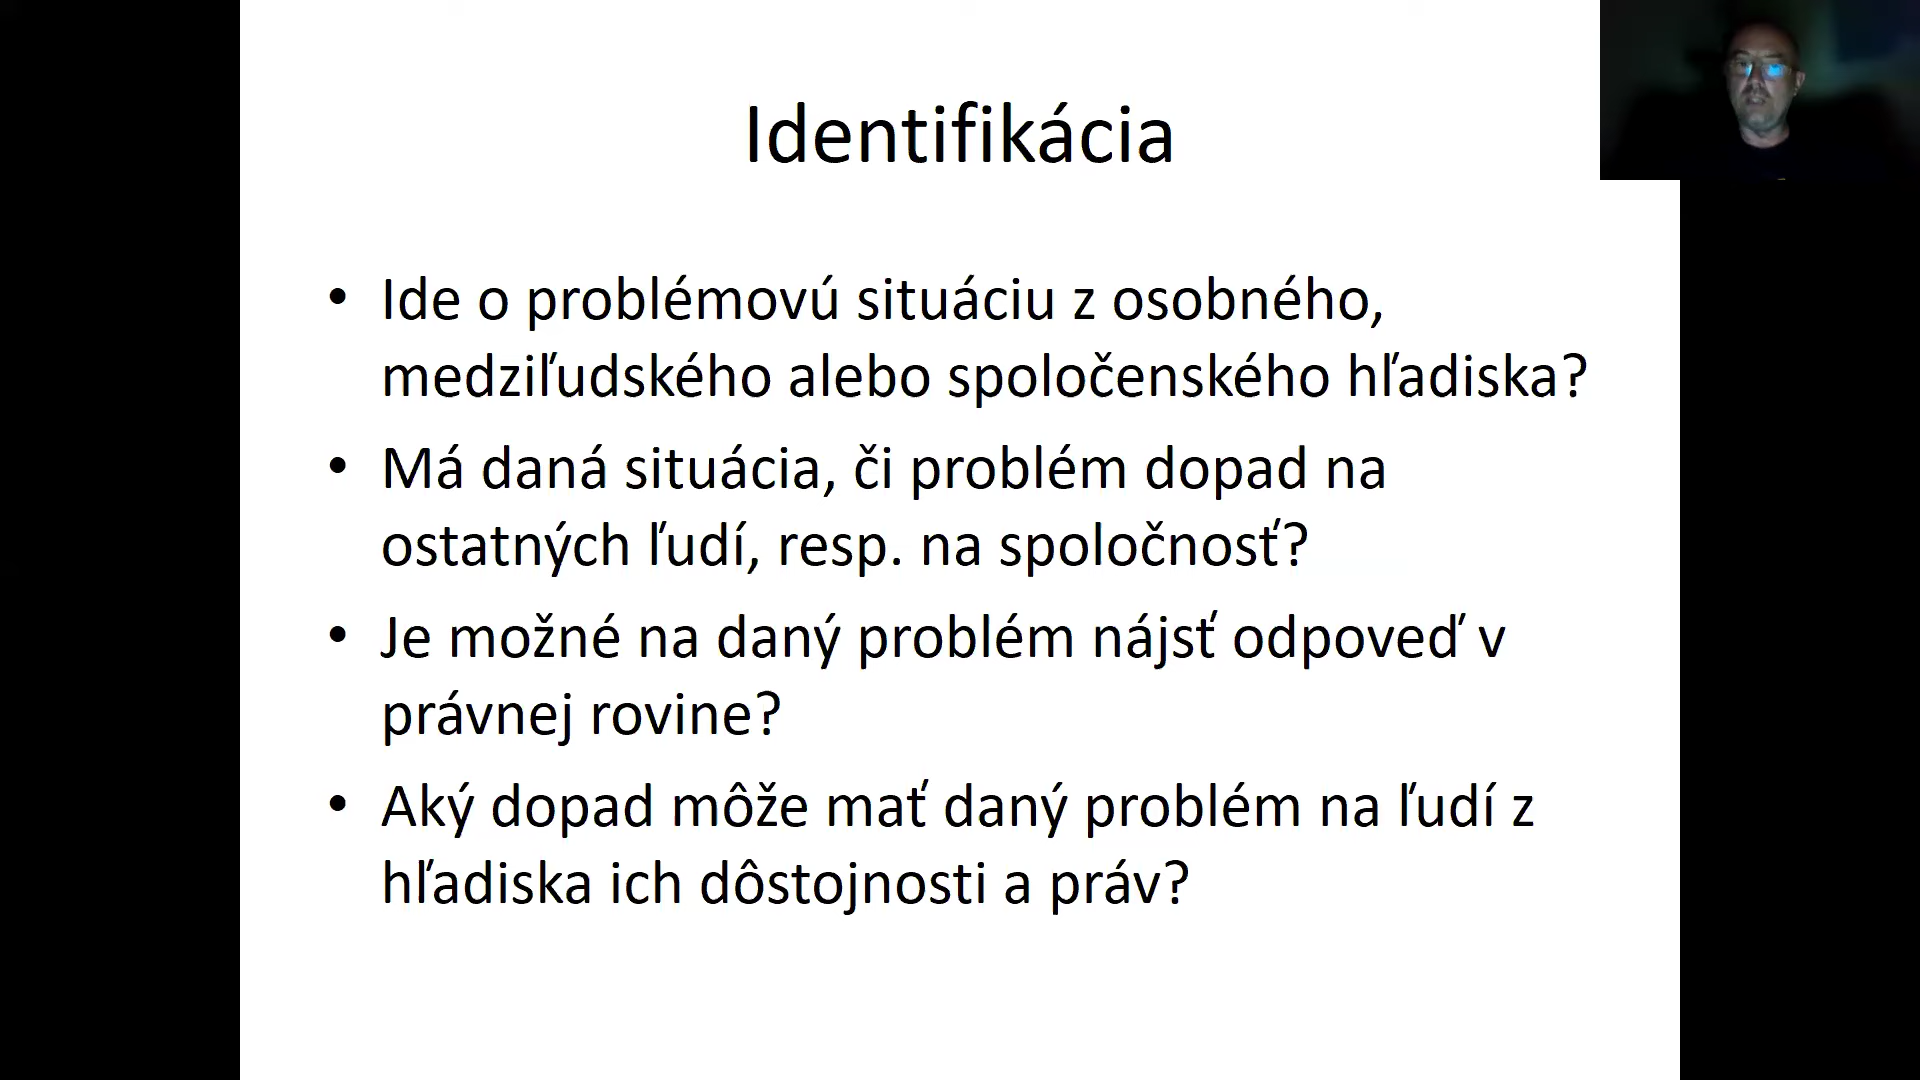 Identifikácia
• Ide o problémovú situáciu z osobného,
medziľudského alebo spoločenského hľadiska?
• Má daná situácia, či problém dopad na
ostatných ľudí, resp. na spoločnosť?
• Je možné na daný problém nájsť odpoveď v
právnej rovine?
• Aký dopad môže mať daný problém na ľudí z
hľadiska ich dôstojnosti a práv?